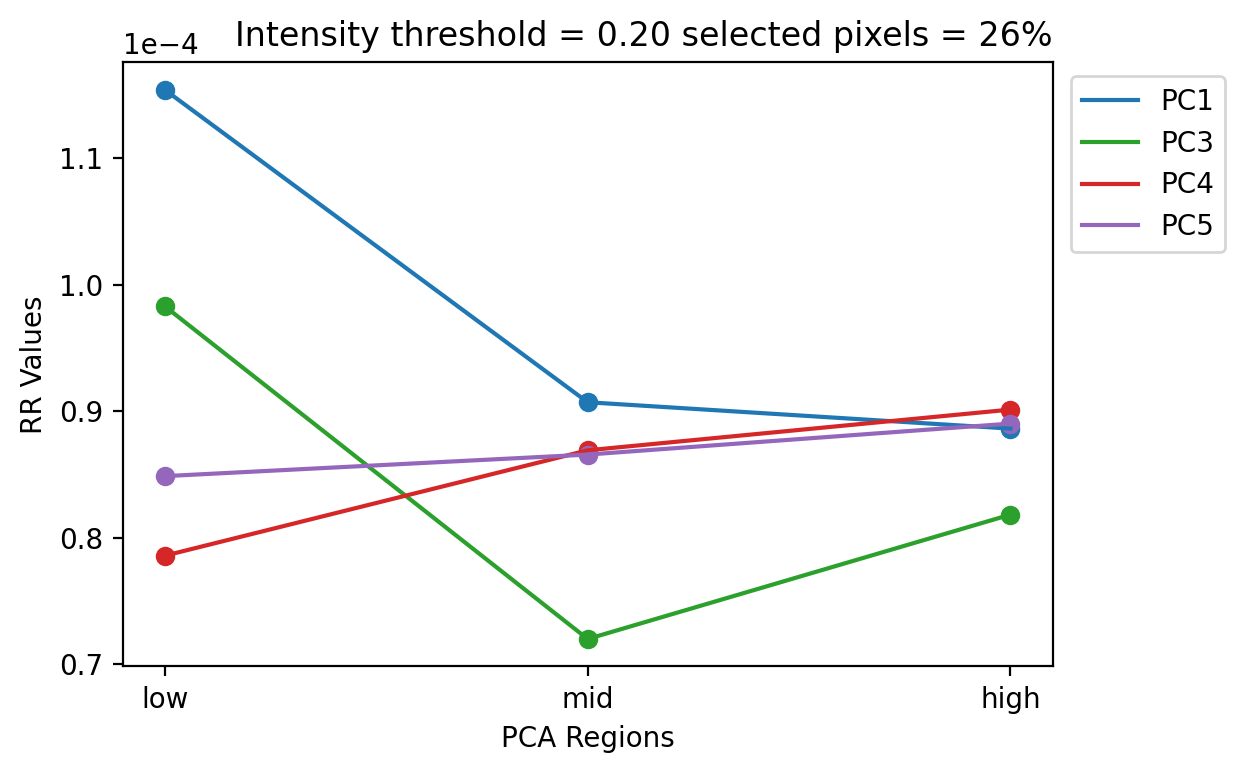 1e−4
Intensity threshold = 0.20 selected pixels = 26%
RR Values
1.1
1.0
0.9
0.8
0.7
low
mid
high
PCA Regions
PC1
PC3
PC4
PC5